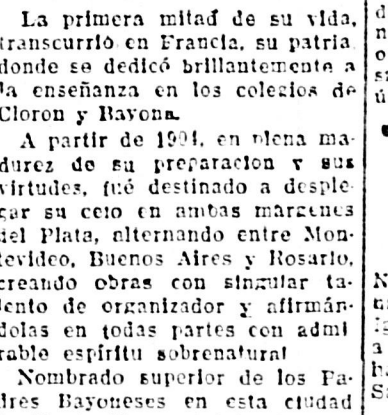 La primera mitad de su vida,
transcurrió en Francia, su patria
donde se dedicó brillantemente a
la enseñanza en los colegios de
Cloron y Bayona.
A partir de en plena ma-
durez de su preparacion y sus
virtudes, fué destinado a desple-
gar su celo en ambas márgenes
del Plata, alternando entre Mon-
tevideo, Buenos Aires y Rosario,
creando obras con singular ta-
lento de organizador y afirmán-
dolas en todas partes con admi
rable espíritu sobrenatural
Nombrado superior de los Pa-
dres Bayoneses en esta ciudad